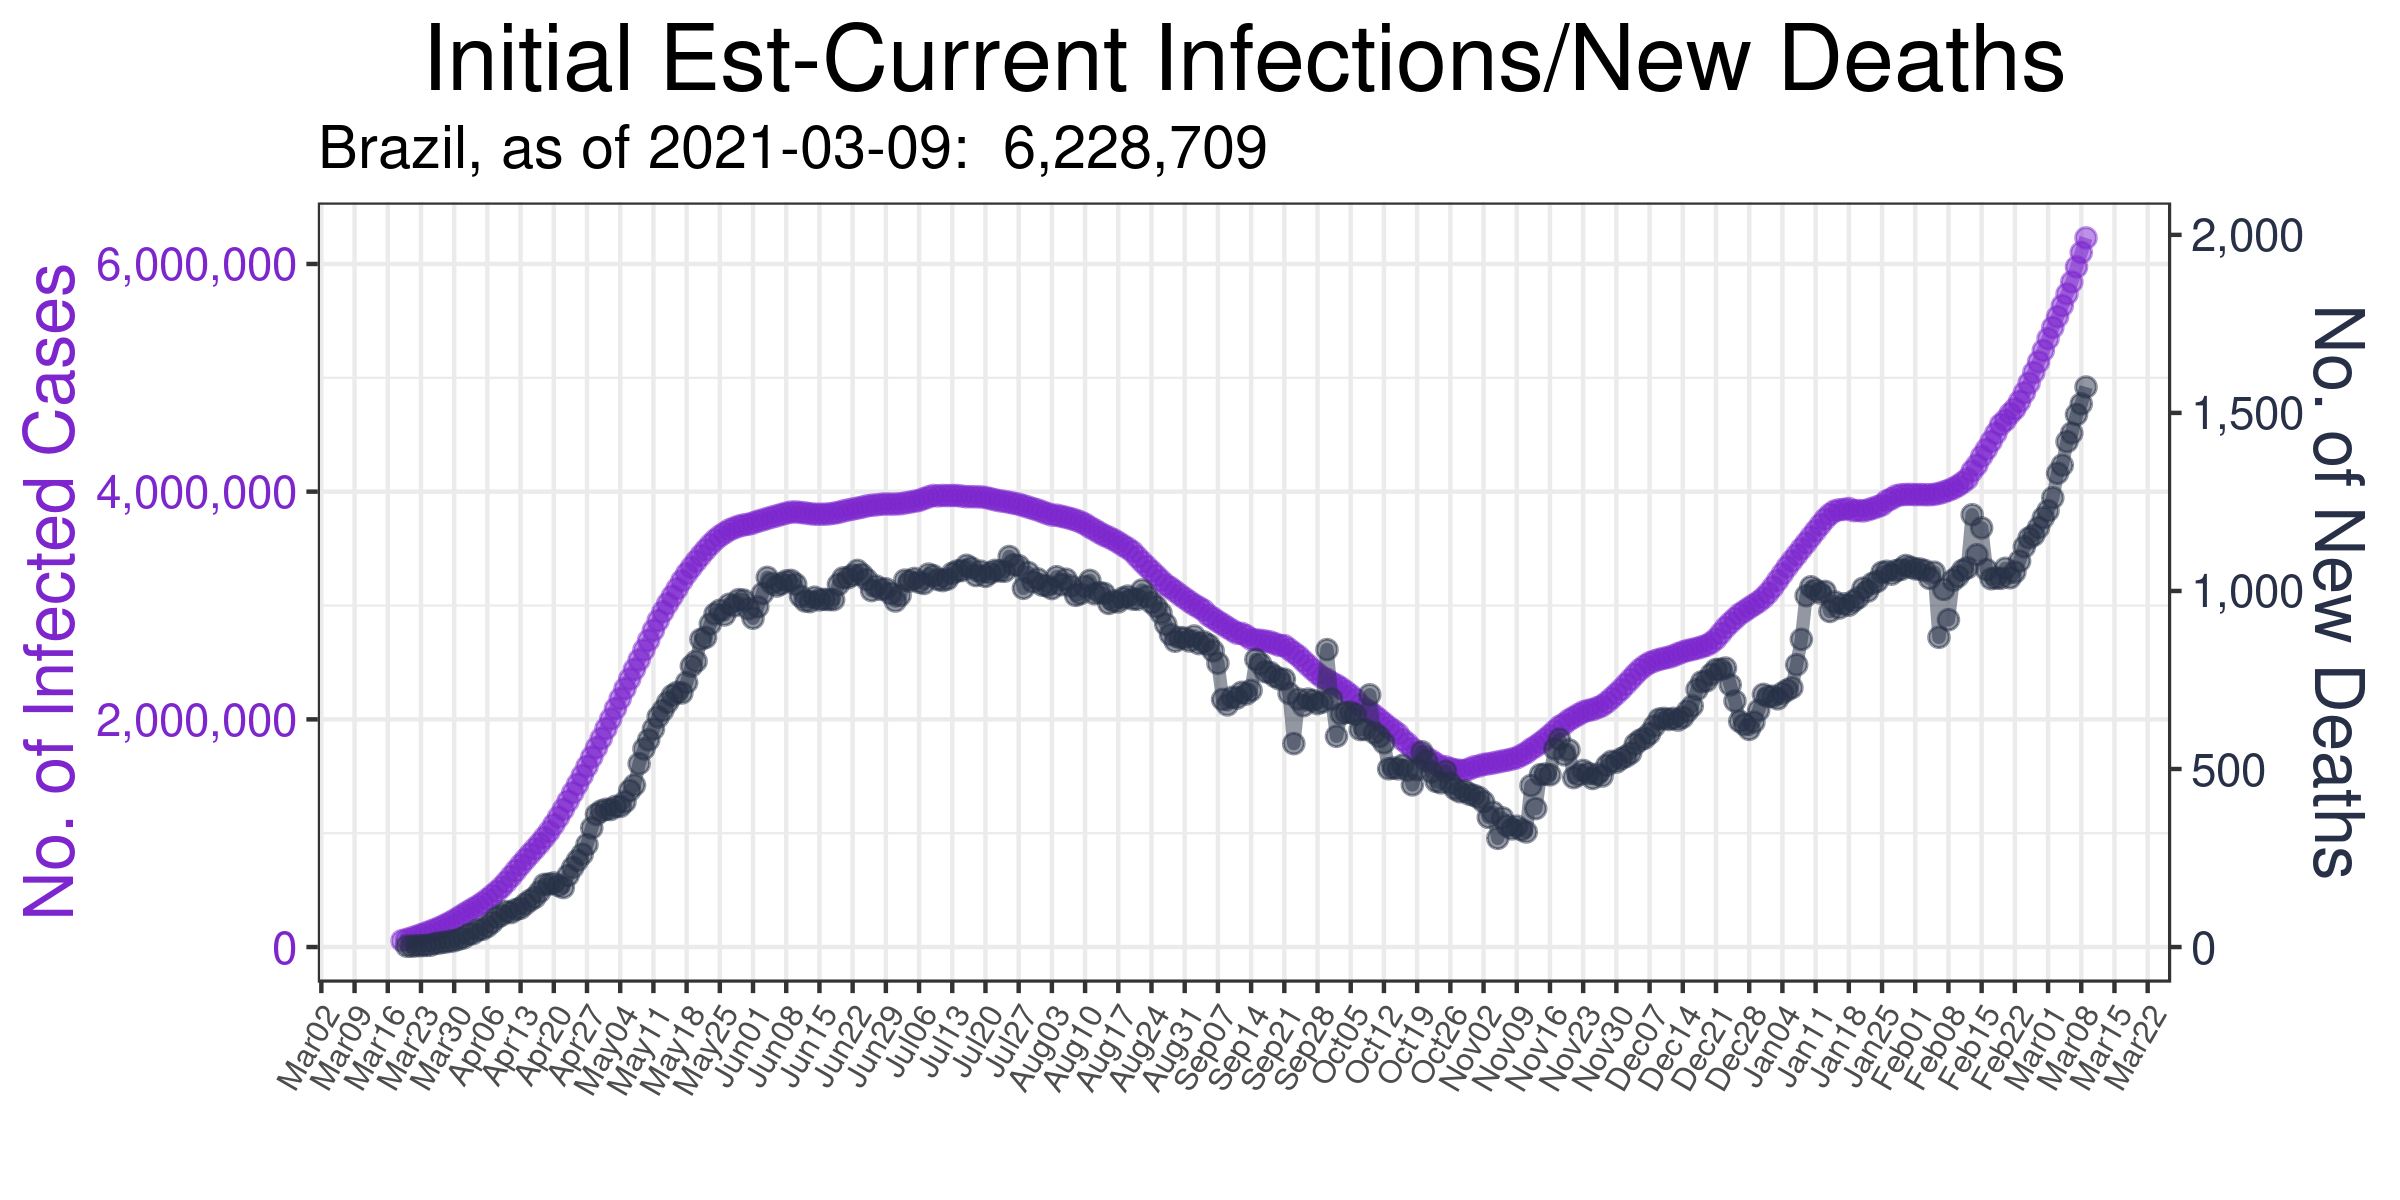 Initial Est-Current Infections/New Deaths
Brazil, as of 2021-03-09:  6,228,709
No. of Infected Cases
6,000,000
4,000,000
2,000,000
0
2,000
1,500
1,000
500
0
No. of New Deaths
Mar02
Mar09
Mar16
Mar23
Mar30
Apr06
Apr13
Apr20
Apr27
May04
May11
May18
May25
Jun01
Jun08
Jun15
Jun22
Jun29
Jul06
Jul13
Jul20
Jul27
Aug03
Aug10
Aug17
Aug24
Aug31
Sep07
Sep14
Sep21
Sep28
Oct05
Oct12
Oct19
Oct26
Nov02
Nov09
Nov16
Nov23
Nov30
Dec07
Dec14
Dec21
Dec28
Jan04
Jan11
Jan18
Jan25
Feb01
Feb08
Feb15
Feb22
Mar01
Mar08
Mar15
Mar22